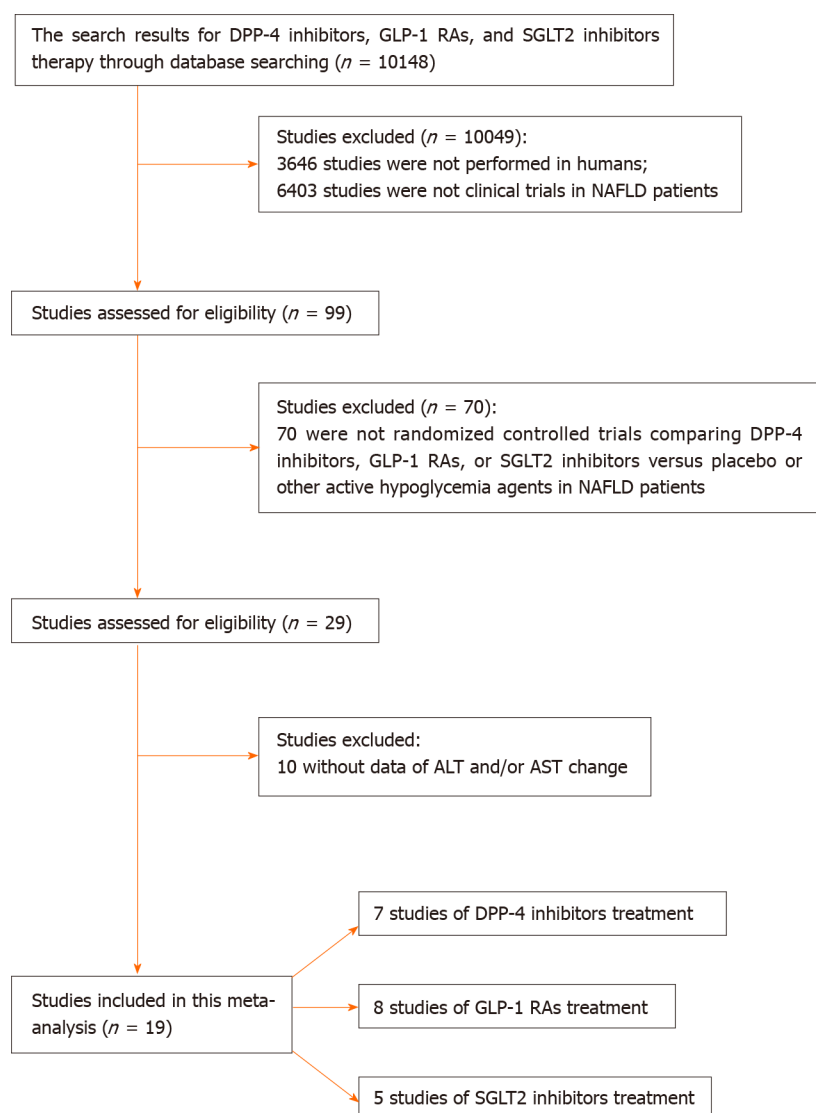 The search results for DPP-4 inhibitors, GLP-1 RAs, and SGLT2 inhibitors
therapy through database searching (n = 10148)
Studies excluded (n = 10049):
3646 studies were not performed in humans;
6403 studies were not clinical trials in NAFLD patients
Studies assessed for eligibility (n = 99)
Studies excluded (n = 70):
70 were not randomized controlled trials comparing DPP-4
inhibitors, GLP-1 RAs, or SGLT2 inhibitors versus placebo or
other active hypoglycemia agents in NAFLD patients
Studies assessed for eligibility (n = 29)
Studies excluded:
10 without data of ALT and/or AST change
7 studies of DPP-4 inhibitors treatment
Studies included in this meta-
analysis (n = 19)
8 studies of GLP-1 RAs treatment
5 studies of SGLT2 inhibitors treatment